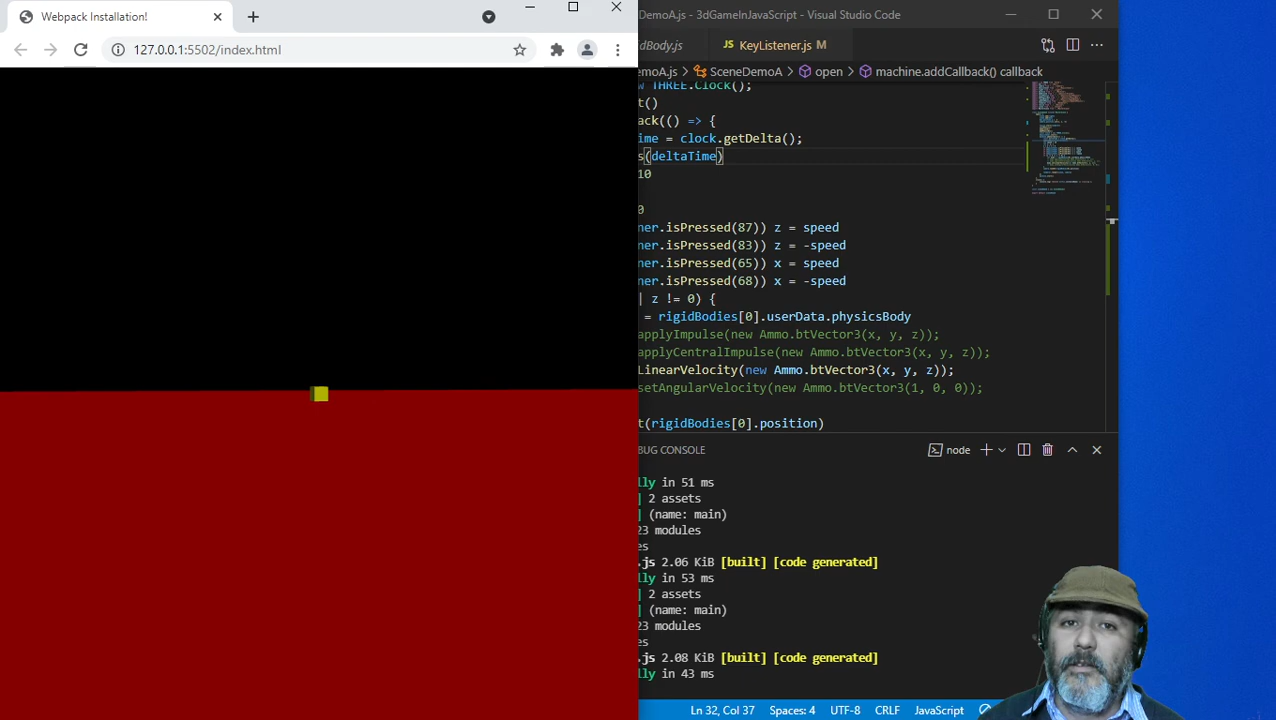 Webpack Installation!
127.0.0.1:5502/index.html
DemoA.js - 3dGameInJavaScript - Visual Studio Code
dBody.js
JS KeyListener.js M
emoA.js > SceneDemoA > open > machine.addCallback() callback
w THREE.Clock();
t()
ack(() => {
ime = clock.getDelta();
s(deltaTime)
10
0
ner.isPressed(87)) z = speed
ner.isPressed(83)) z = -speed
ner.isPressed(65)) x = speed
ner.isPressed(68)) x = -speed
| z != 0) {
= rigidBodies[0].userData.physicsBody
applyImpulse(new Ammo.btVector3(x, y, z));
applyCentralImpulse(new Ammo.btVector3(x, y, z));
LinearVelocity(new Ammo.btVector3(x, y, z));
setAngularVelocity(new Ammo.btVector3(1, 0, 0));
t(rigidBodies[0].position)
BUG CONSOLE
node
lly in 51 ms
| 2 assets
| (name: main)
23 modules
es
.js 2.06 KiB [built] [code generated]
lly in 53 ms
| 2 assets
| (name: main)
23 modules
es
.js 2.08 KiB [built] [code generated]
lly in 43 ms
Ln 32, Col 37 Spaces: 4 UTF-8 CRLF JavaScript